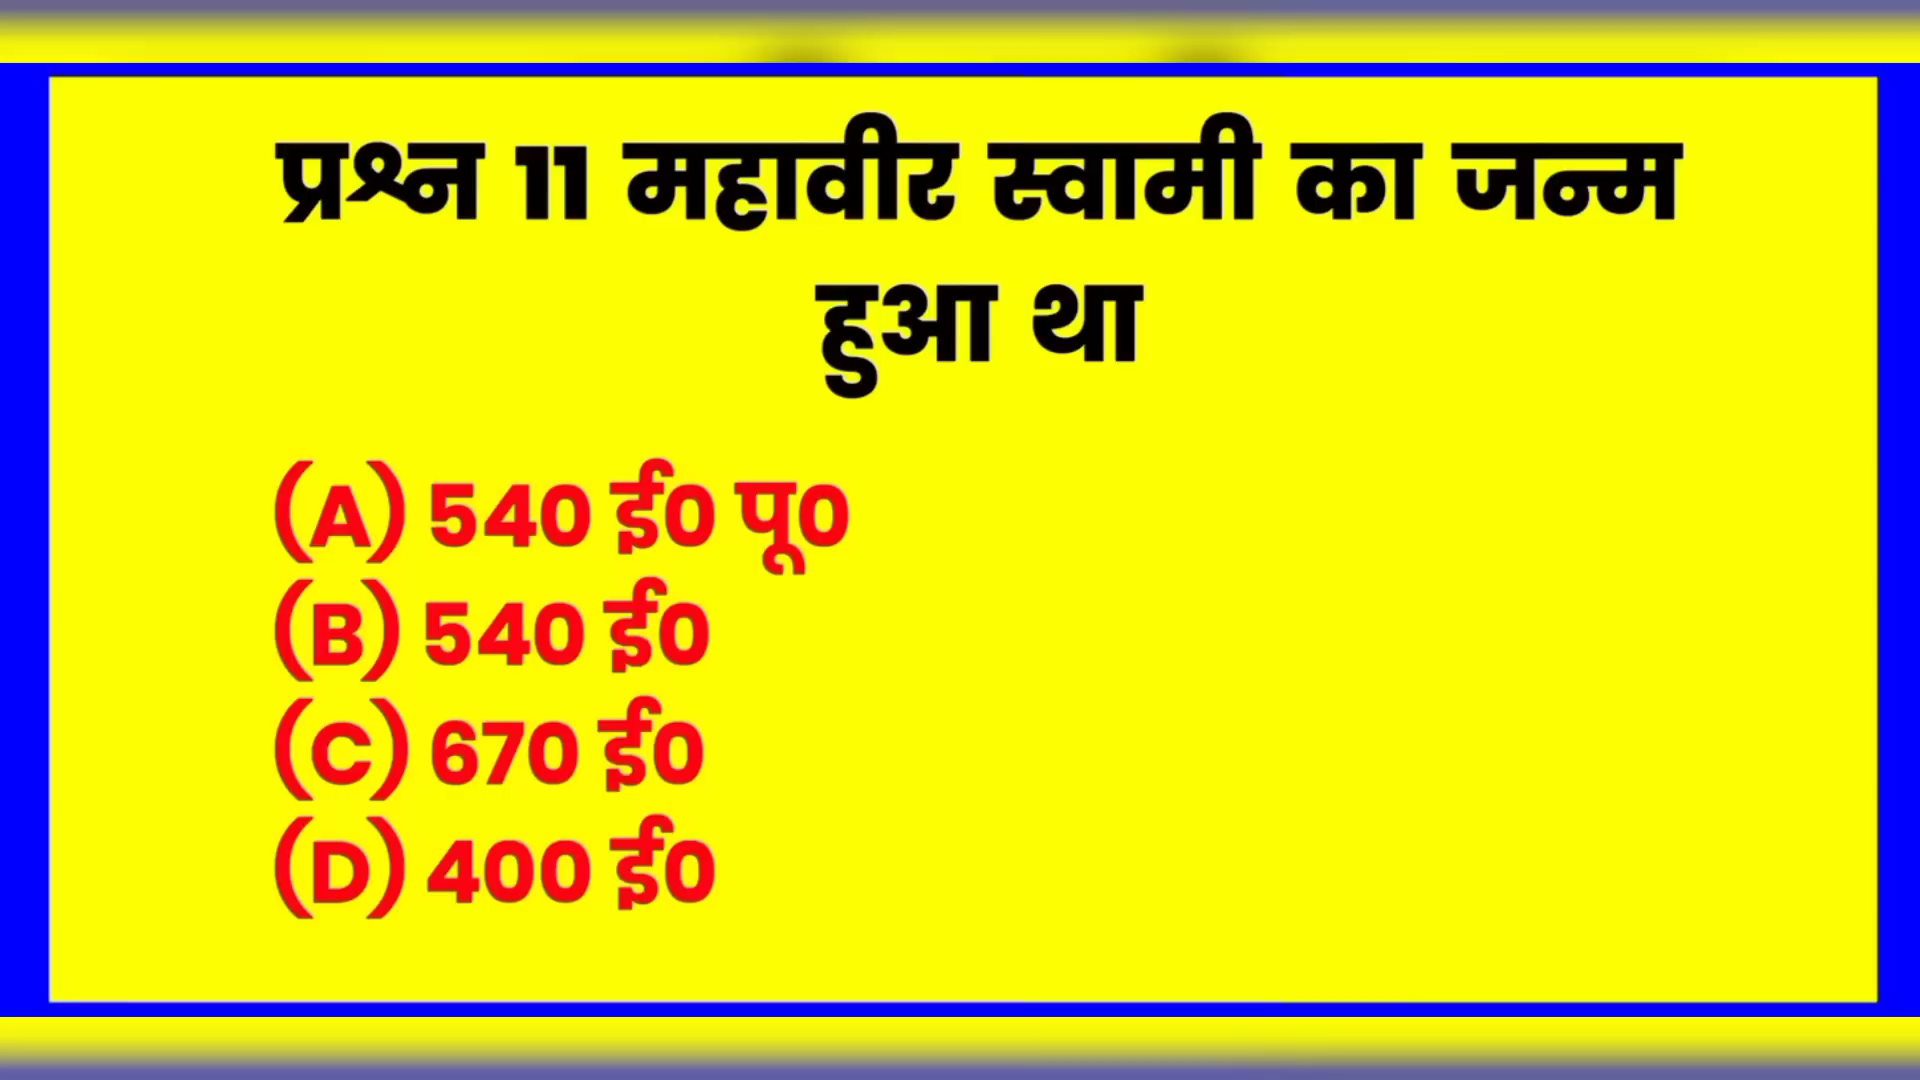 प्रश्न 11 महावीर स्वामी का जन्म
हुआ था
(A) 540 ई0 पू0
(B) 540 ई0
(C) 670 ई0
(D) 400 ई0